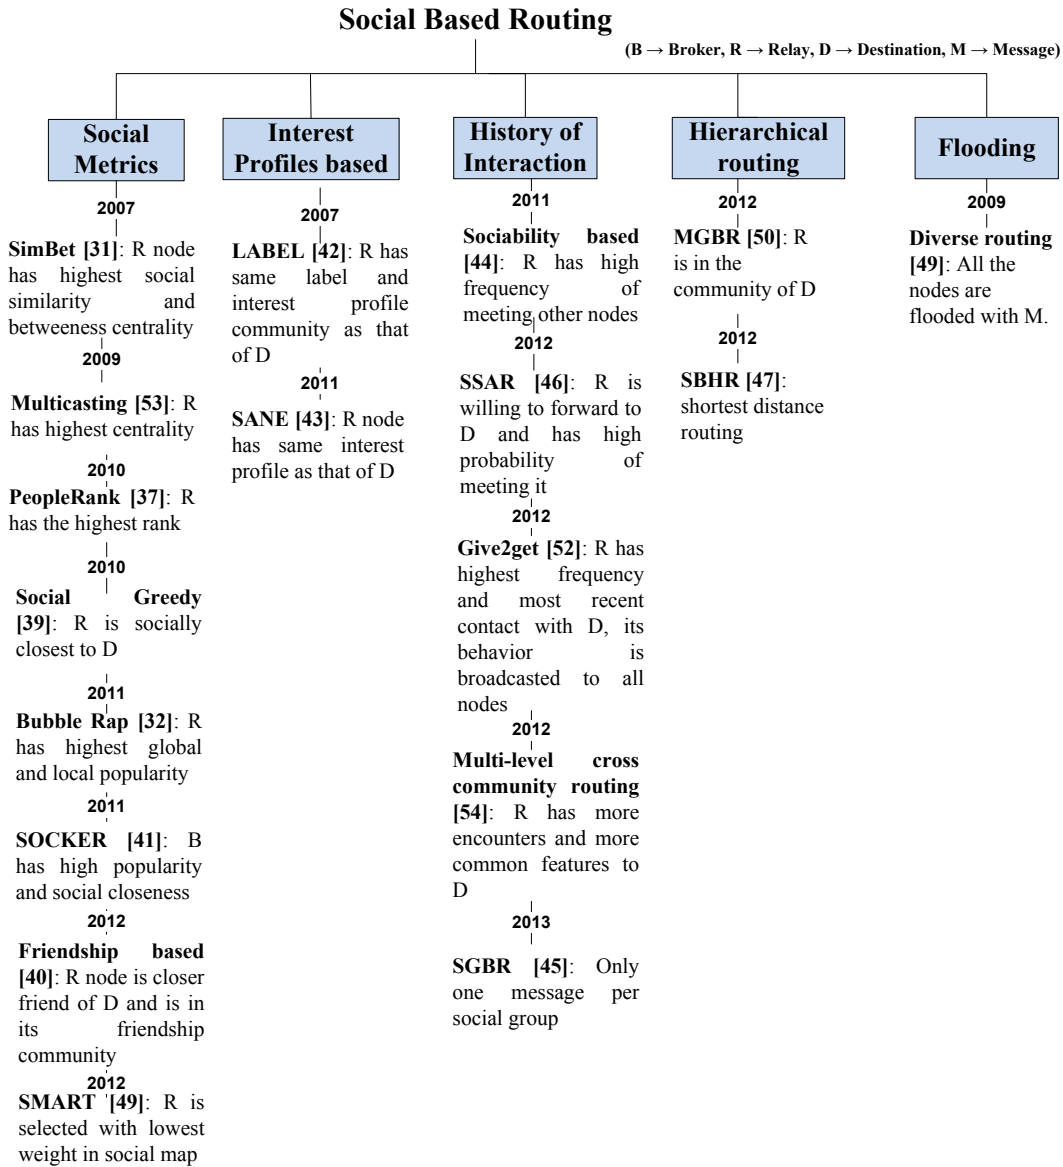 Social Based Routing
(B → Broker, R → Relay, D → Destination, M → Message)
Social
Metrics
2007
SimBet [31]: R node
has highest social
similarity and
betweeness centrality
2009
Multicasting [53]: R
has highest centrality
2010
PeopleRank [37]: R
has the highest rank
2010
Social Greedy
[39]: R is socially
closest to D
2011
Bubble Rap [32]: R
has highest global
and local popularity
2011
SOCKER [41]: B
has high popularity
and social closeness
2012
Friendship based
[40]: R node is closer
friend of D and is in
its friendship
community
2012
SMART [49]: R is
selected with lowest
weight in social map
Interest
Profiles based
2007
LABEL [42]: R has
same label and
interest profile
community as that
of D
2011
SANE [43]: R node
has same interest
profile as that of D
History of
Interaction
2011
Sociability based
[44]: R has high
frequency of
meeting other nodes
2012
SSAR [46]: R is
willing to forward to
D and has high
probability of
meeting it
2012
Give2get [52]: R has
highest frequency
and most recent
contact with D, its
behavior is
broadcasted to all
nodes
2012
Multi-level cross
community routing
[54]: R has more
encounters and more
common features to
D
2013
SGBR [45]: Only
one message per
social group
Hierarchical
routing
2012
MGBR [50]: R
is in the
community of D
2012
SBHR [47]:
shortest distance
routing
Flooding
2009
Diverse routing
[49]: All the
nodes are
flooded with M.